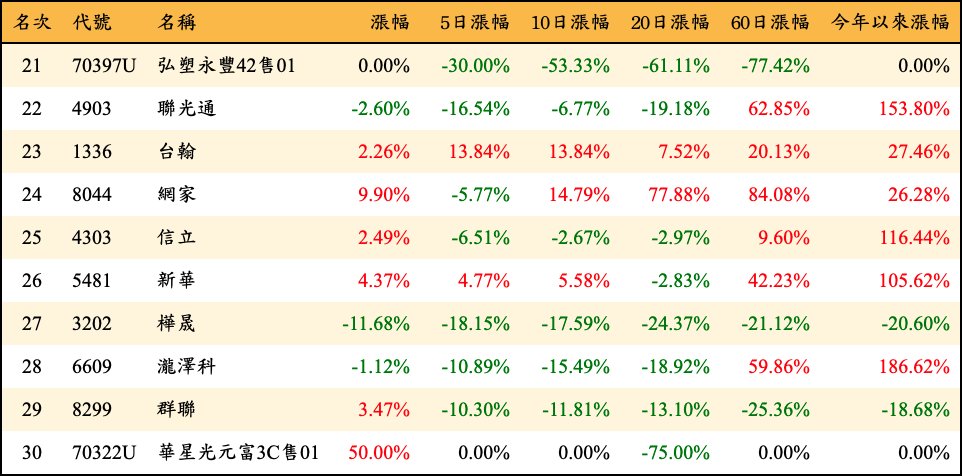 名次 代號 名稱 漲幅 5日漲幅 10日漲幅 20日漲幅 60日漲幅 今年以來漲幅
21 70397U 弘塑永豐42售01 0.00% -30.00% -53.33% -61.11% -77.42% 0.00%
22 4903 聯光通 -2.60% -16.54% -6.77% -19.18% 62.85% 153.80%
23 1336 台翰 2.26% 13.84% 13.84% 7.52% 20.13% 27.46%
24 8044 網家 9.90% -5.77% 14.79% 77.88% 84.08% 26.28%
25 4303 信立 2.49% -6.51% -2.67% -2.97% 9.60% 116.44%
26 5481 新華 4.37% 4.77% 5.58% -2.83% 42.23% 105.62%
27 3202 樺晟 -11.68% -18.15% -17.59% -24.37% -21.12% -20.60%
28 6609 瀧澤科 -1.12% -10.89% -15.49% -18.92% 59.86% 186.62%
29 8299 群聯 3.47% -10.30% -11.81% -13.10% -25.36% -18.68%
30 70322U 華星光元富3C售01 50.00% 0.00% 0.00% -75.00% 0.00% 0.00%